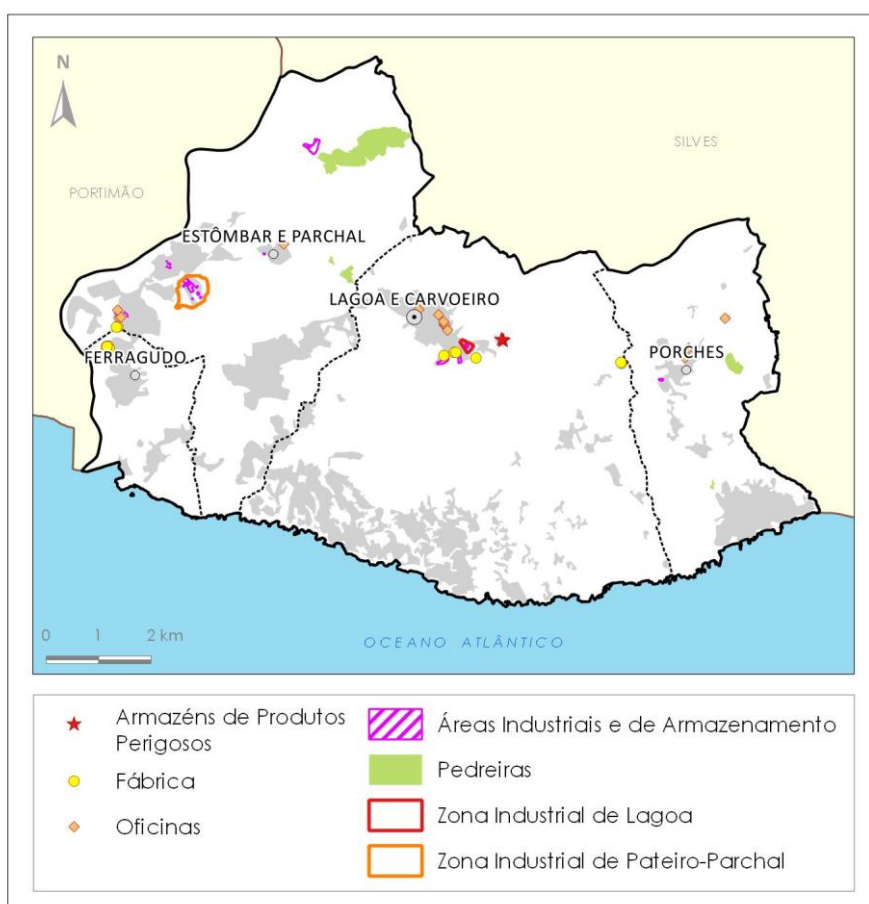 N
SILVES
PORTIMÃO
ESTÔMBAR E PARCHAL
LAGOA E CARVOEIRO
FERRAGUDO
PORCHES
0 1 2 km
OCEANO ATLÂNTICO
Armazéns de Produtos
Perigosos
Fábrica
Oficinas
Áreas Industriais e de Armazenamento
Pedreiras
Zona Industrial de Lagoa
Zona Industrial de Pateiro-Parchal